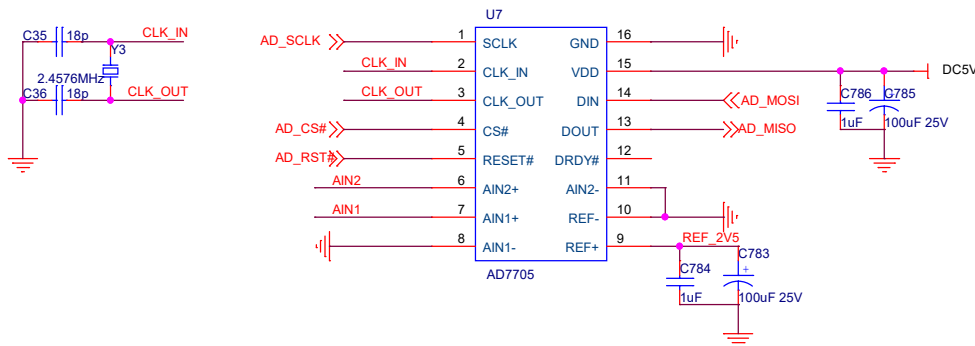 C35
18p
CLK_IN
Y3
2.4576MHz
C36
18p
CLK_OUT
U7
AD_SCLK
1
SCLK
GND
16
CLK_IN
2
CLK_IN
VDD
15
DC5V
CLK_OUT
3
CLK_OUT
DIN
14
AD_MOSI
C786
C785
AD_CS#
4
CS#
DOUT
13
AD_MISO
1uF
100uF 25V
AD_RST#
5
RESET#
DRDY#
12
AIN2
6
AIN2+
AIN2-
11
AIN1
7
AIN1+
REF-
10
8
AIN1-
REF+
9
REF_2V5
C783
AD7705
C784
+
1uF
100uF 25V